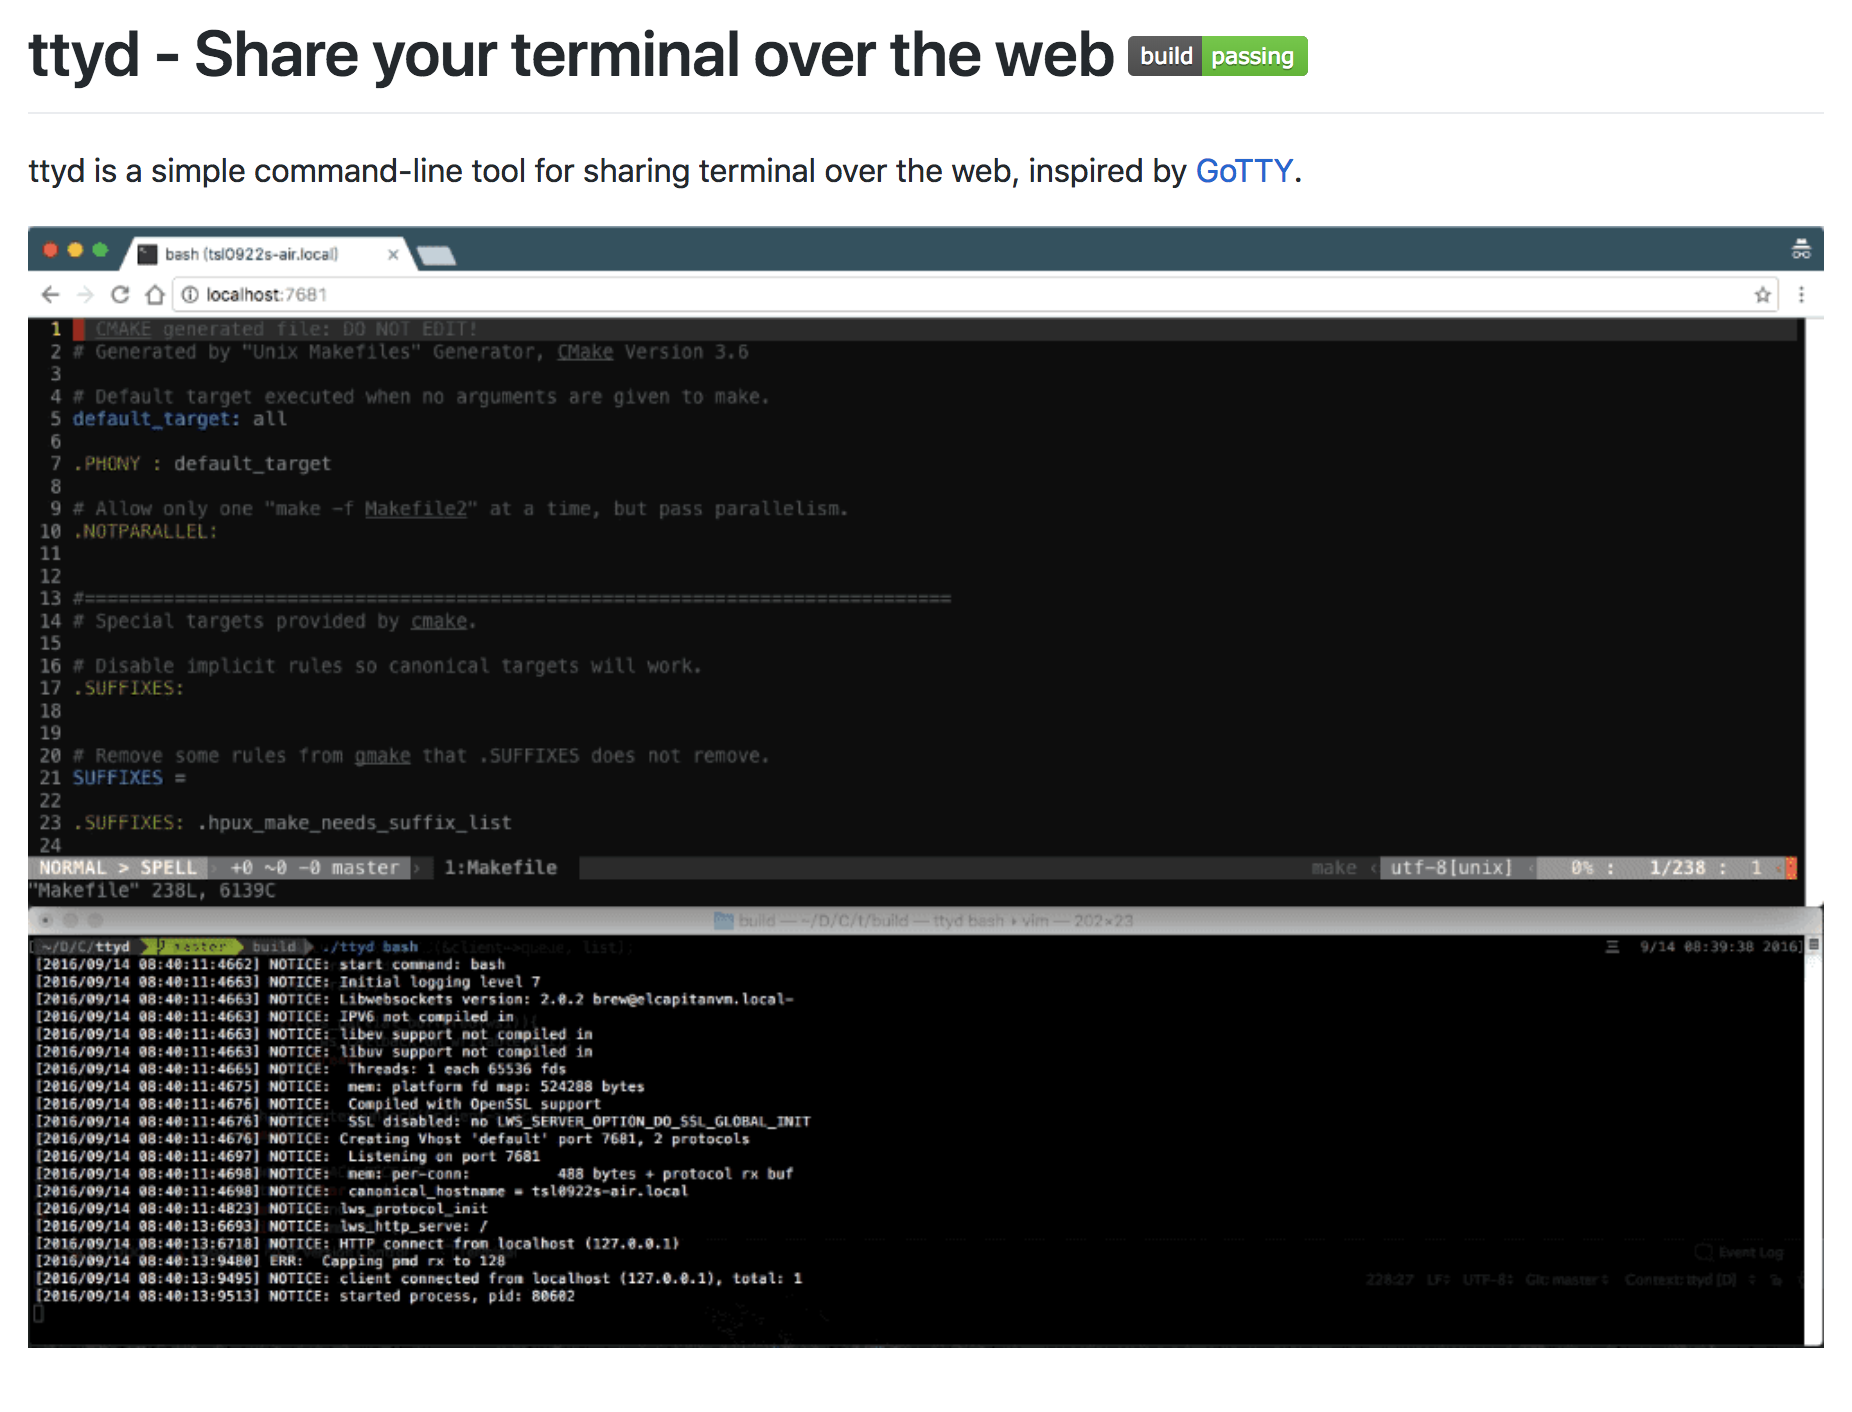 ttyd - Share your terminal over the web build passing
ttyd is a simple command-line tool for sharing terminal over the web, inspired by GoTTY.
bash (tsl0922s-air.local)
localhost:7681
1 CMAKE generated file: DO NOT EDIT!
2 # Generated by "Unix Makefiles" Generator, CMake Version 3.6
3
4 # Default target executed when no arguments are given to make.
5 default_target: all
6
7 .PHONY : default_target
8
9 # Allow only one "make -f Makefile2" at a time, but pass parallelism.
10 .NOTPARALLEL:
11
12
13 #=============================================================================
14 # Special targets provided by cmake.
15
16 # Disable implicit rules so canonical targets will work.
17 .SUFFIXES:
18
19
20 # Remove some rules from gmake that .SUFFIXES does not remove.
21 SUFFIXES =
22
23 .SUFFIXES: .hpux_make_needs_suffix_list
24
NORMAL > SPELL +0 ~0 -0 master 1:Makefile make utf-8[unix] 0% : 1/238 : 1
"Makefile" 238L, 6139C
build — ~/D/C/t/build — ttyd bash ▸ vim — 202×23
~/D/C/ttyd master build ./ttyd bash (&client->queue, list); 9/14 08:39:38 2016]
[2016/09/14 08:40:11:4662] NOTICE: start command: bash
[2016/09/14 08:40:11:4663] NOTICE: Initial logging level 7
[2016/09/14 08:40:11:4663] NOTICE: Libwebsockets version: 2.0.2 brew@elcapitanvm.local-
[2016/09/14 08:40:11:4663] NOTICE: IPV6 not compiled in
[2016/09/14 08:40:11:4663] NOTICE: libev support not compiled in
[2016/09/14 08:40:11:4663] NOTICE: libuv support not compiled in
[2016/09/14 08:40:11:4665] NOTICE: Threads: 1 each 65536 fds
[2016/09/14 08:40:11:4675] NOTICE: mem: platform fd map: 524288 bytes
[2016/09/14 08:40:11:4676] NOTICE: Compiled with OpenSSL support
[2016/09/14 08:40:11:4676] NOTICE: SSL disabled: no LWS_SERVER_OPTION_DO_SSL_GLOBAL_INIT
[2016/09/14 08:40:11:4676] NOTICE: Creating Vhost 'default' port 7681, 2 protocols
[2016/09/14 08:40:11:4697] NOTICE: Listening on port 7681
[2016/09/14 08:40:11:4698] NOTICE: mem: per-conn: 488 bytes + protocol rx buf
[2016/09/14 08:40:11:4698] NOTICE: canonical_hostname = tsl0922s-air.local
[2016/09/14 08:40:11:4823] NOTICE: lws_protocol_init
[2016/09/14 08:40:13:6693] NOTICE: lws_http_serve: /
[2016/09/14 08:40:13:6718] NOTICE: HTTP connect from localhost (127.0.0.1)
[2016/09/14 08:40:13:9480] ERR: Capping pmd rx to 128
[2016/09/14 08:40:13:9495] NOTICE: client connected from localhost (127.0.0.1), total: 1
[2016/09/14 08:40:13:9513] NOTICE: started process, pid: 80602
Event Log
228:27 LF÷ UTF-8÷ Git: master÷ Context: ttyd [D]